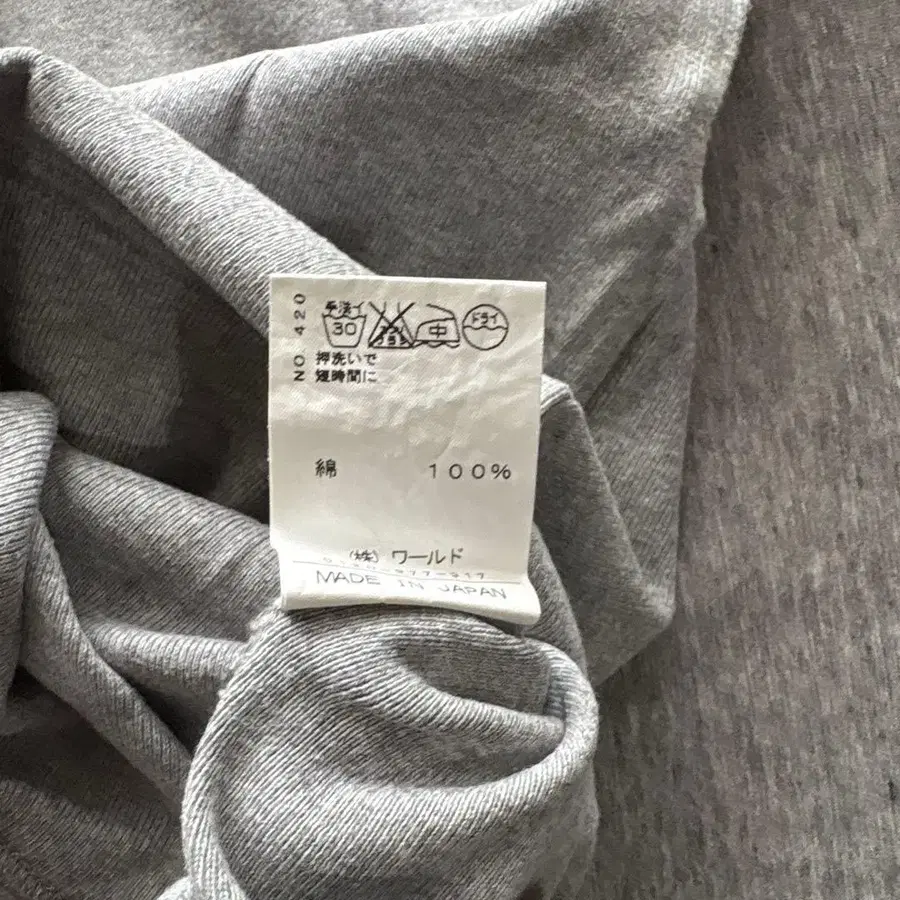 NO 420
手洗イ 30 中 ドライ
押洗いで
短時間に
綿 100%
(株) ワールド
MADE IN JAPAN